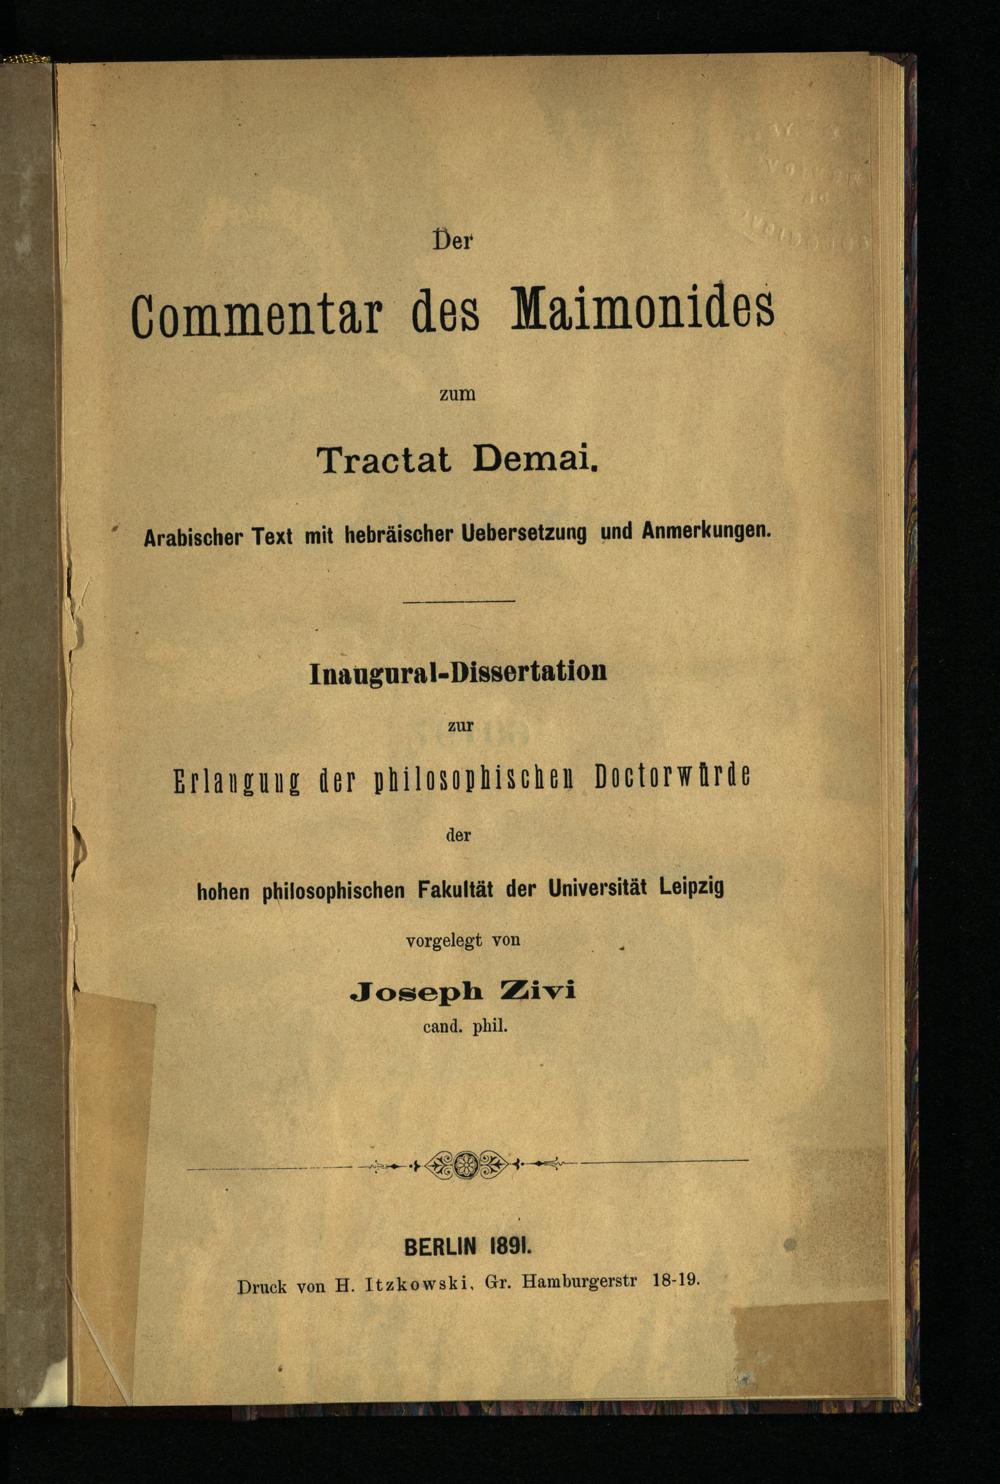 Der
Commentar des Maimonides
zum
Tractat Demai.
Arabischer Text mit hebräischer Uebersetzung und Anmerkungen.
Inaugural-Dissertation
zur
Erlangung der philosophischen Doctorwürde
der
hohen philosophischen Fakultät der Universität Leipzig
vorgelegt von
Joseph Zivi
cand. phil.
BERLIN 1891.
Druck von H. Itzkowski, Gr. Hamburgerstr 18-19.